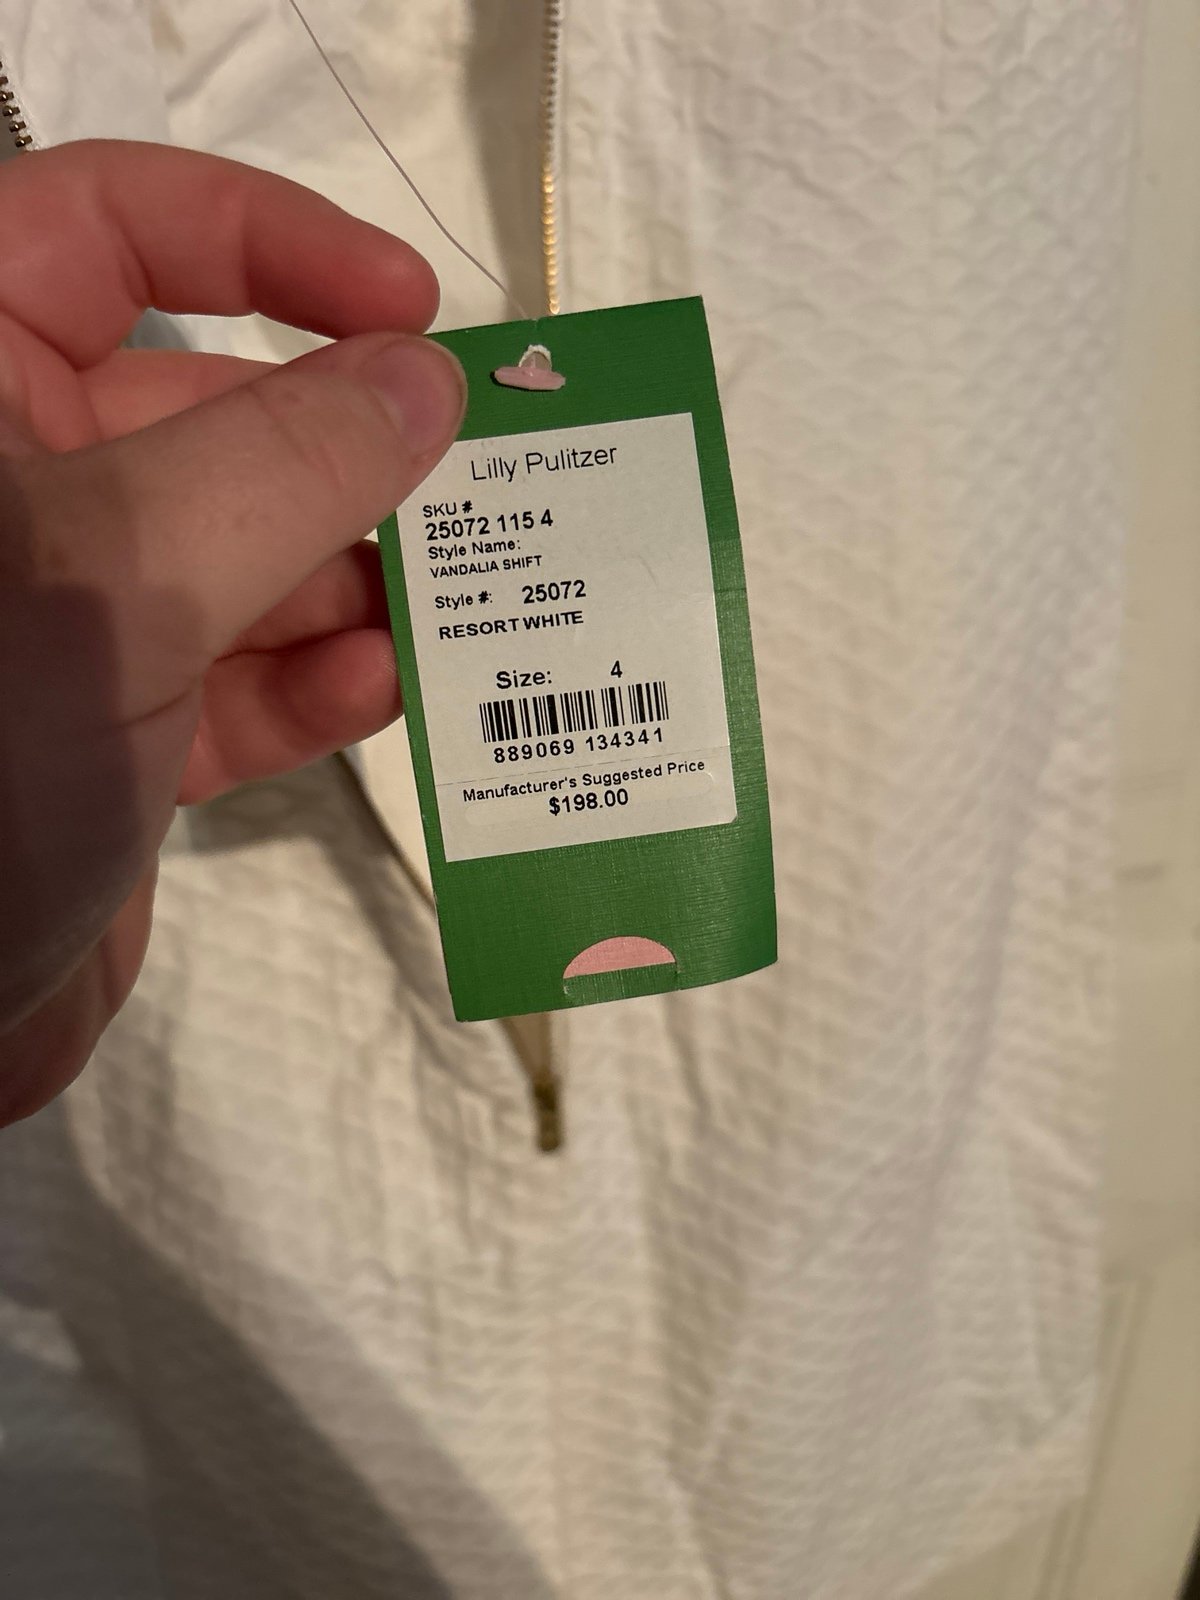 Lilly Pulitzer
SKU #
25072 115 4
Style Name:
VANDALIA SHIFT
Style #: 25072
RESORT WHITE
Size: 4
889069 134341
Manufacturer's Suggested Price
$198.00